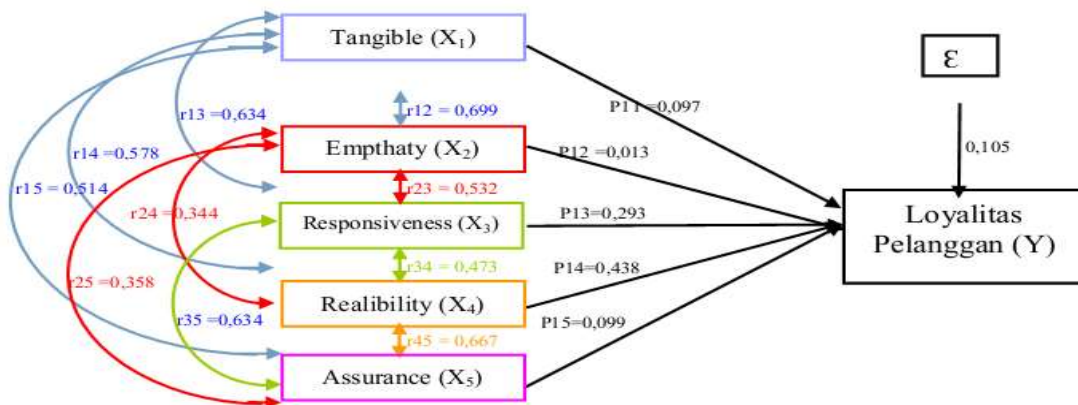 Tangible (X1)
ε
r13 = 0,634
r12 = 0,699
P11=0,097
r14 = 0,578
Empthaty (X2)
P12 =0,013
0,105
r15 = 0,514
r24 = 0,344
r23 = 0,532
Responsiveness (X3)
P13=0,293
Loyalitas
Pelanggan (Y)
r34 = 0,473
P14=0,438
r25 = 0,358
Realibility (X4)
r35 = 0,634
r45 = 0,667
P15=0,099
Assurance (X5)